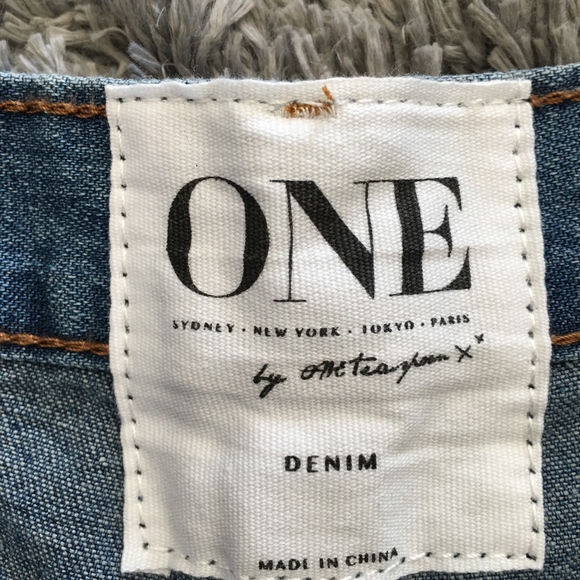 ONE
SYDNEY · NEW YORK · TOKYO · PARIS
by One teaspoon X x
DENIM
MADE IN CHINA